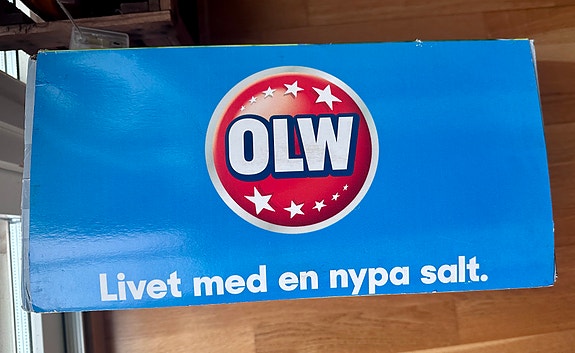 OLW
Livet med en nypa salt.